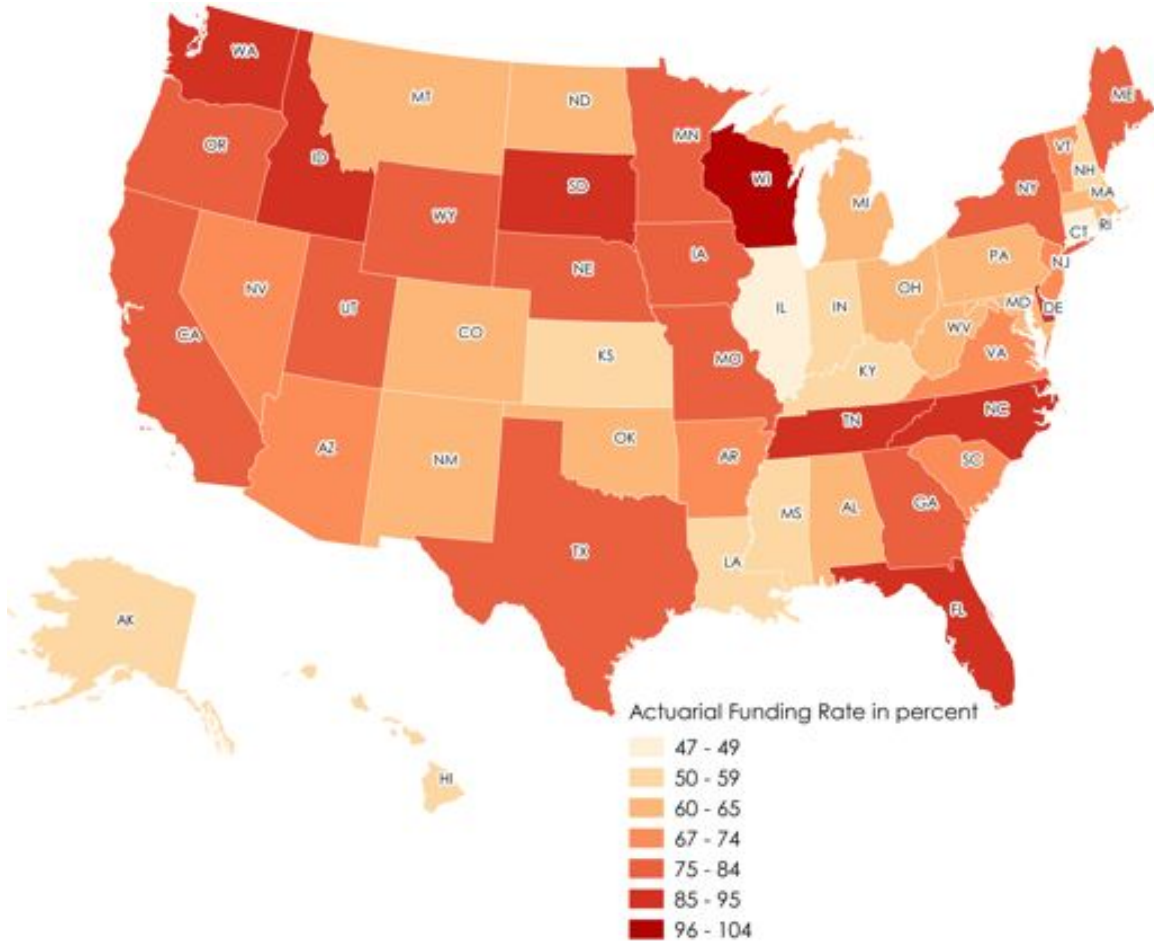 WA
MT
ND
MN
ME
VT
OR
ID
NH
SD
WI
NY
MA
WY
MI
RI
CT
IA
PA
NE
NJ
NV
OH
IL
IN
MD
DE
UT
CO
WV
CA
VA
KS
MO
KY
NC
TN
OK
AZ
NM
AR
SC
GA
MS
AL
TX
LA
FL
AK
HI
Actuarial Funding Rate in percent
47 - 49
50 - 59
60 - 65
67 - 74
75 - 84
85 - 95
96 - 104